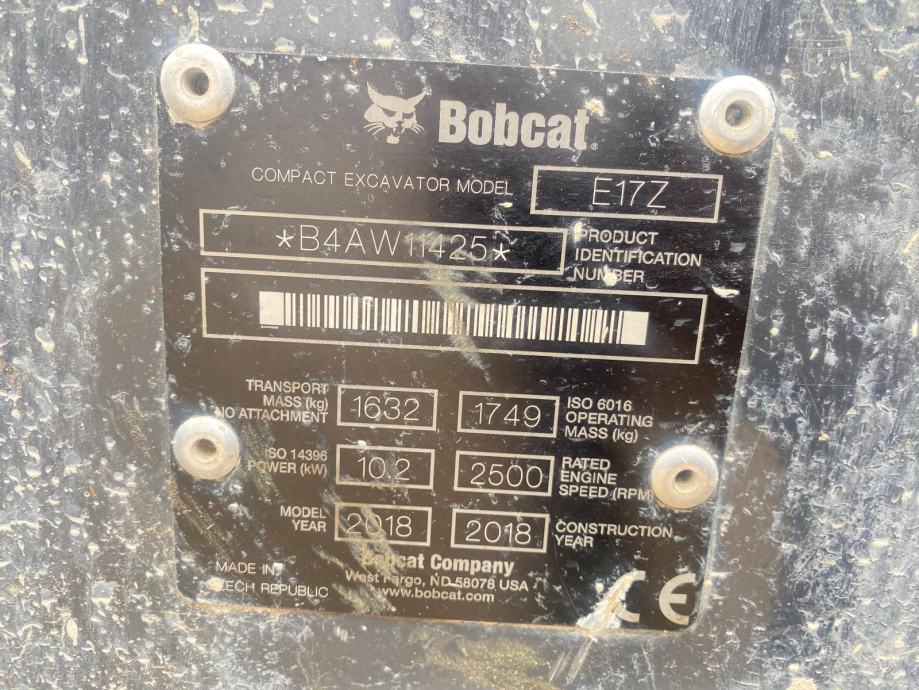 Bobcat
COMPACT EXCAVATOR MODEL E17Z
*B4AW11425* PRODUCT
IDENTIFICATION
NUMBER
TRANSPORT
MASS (kg)
NO ATTACHMENT
1632
1749
ISO 6016
OPERATING
MASS (kg)
ISO 14396
POWER (kW)
10.2
2500
RATED
ENGINE
SPEED (RPM)
MODEL
YEAR
2018
2018
CONSTRUCTION
YEAR
Bobcat Company
West Fargo, ND 58078 USA
www.bobcat.com
MADE IN
CZECH REPUBLIC
CE